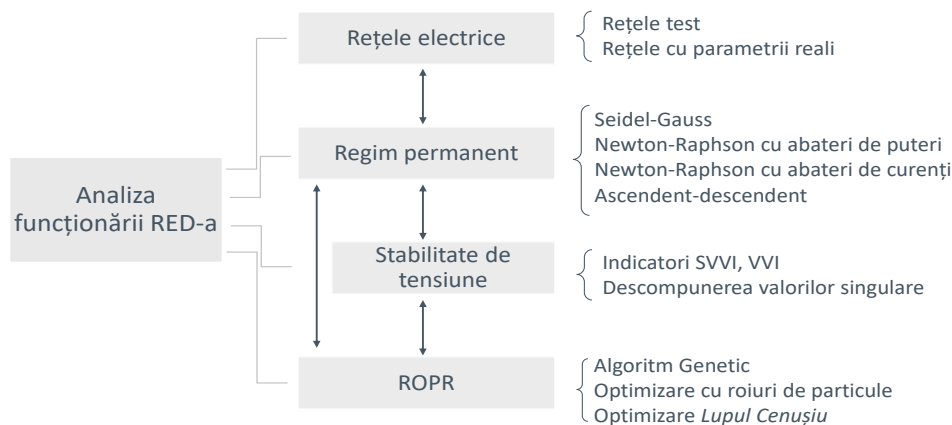 Rețele electrice
Rețele test
Rețele cu parametrii reali
Regim permanent
Seidel-Gauss
Newton-Raphson cu abateri de puteri
Newton-Raphson cu abateri de curenți
Ascendent-descendent
Analiza
funcționării RED-a
Stabilitate de
tensiune
Indicatori SVVI, VVI
Descompunerea valorilor singulare
ROPR
Algoritm Genetic
Optimizare cu roiuri de particule
Optimizare Lupul Cenușiu